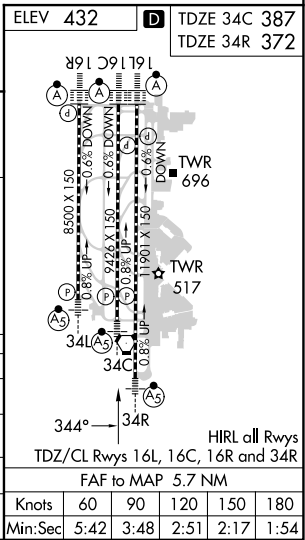 ELEV 432 D TDZE 34C 387
TDZE 34R 372
16R 16C 16L
A A A
P P P
0.6% DOWN 0.6% DOWN 0.6% DOWN
8500 X 150 9426 X 150 11901 X 150
TWR
696
TWR
517
0.8% UP 0.8% UP 0.8% UP
P P P
A5 A5 A5
34L 34C 34R
344°
HIRL all Rwys
TDZ/CL Rwys 16L, 16C, 16R and 34R
FAF to MAP 5.7 NM
Knots 60 90 120 150 180
Min:Sec 5:42 3:48 2:51 2:17 1:54